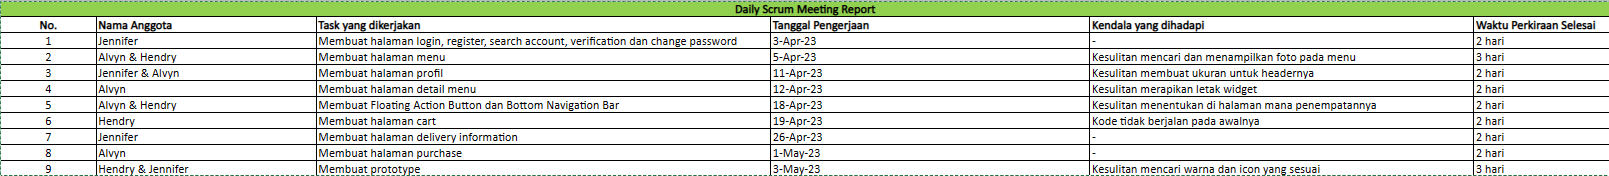 Daily Scrum Meeting Report
No. Nama Anggota Task yang dikerjakan Tanggal Pengerjaan Kendala yang dihadapi Waktu Perkiraan Selesai
1 Jennifer Membuat halaman login, register, search account, verification dan change password 3-Apr-23 - 2 hari
2 Alvyn & Hendry Membuat halaman menu 5-Apr-23 Kesulitan mencari dan menampilkan foto pada menu 3 hari
3 Jennifer & Alvyn Membuat halaman profil 11-Apr-23 Kesulitan membuat ukuran untuk headernya 2 hari
4 Alvyn Membuat halaman detail menu 12-Apr-23 Kesulitan merapikan letak widget 2 hari
5 Alvyn & Hendry Membuat Floating Action Button dan Bottom Navigation Bar 18-Apr-23 Kesulitan menentukan di halaman mana penempatannya 2 hari
6 Hendry Membuat halaman cart 19-Apr-23 Kode tidak berjalan pada awalnya 2 hari
7 Jennifer Membuat halaman delivery information 26-Apr-23 - 2 hari
8 Alvyn Membuat halaman purchase 1-May-23 - 2 hari
9 Hendry & Jennifer Membuat prototype 3-May-23 Kesulitan mencari warna dan icon yang sesuai 3 hari